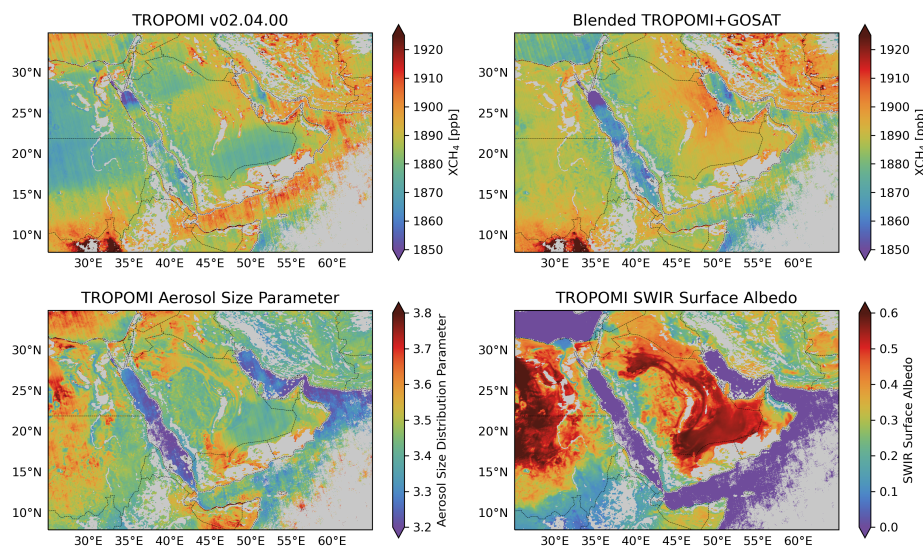 TROPOMI v02.04.00
Blended TROPOMI+GOSAT
30°N
25°N
20°N
15°N
10°N
30°E 35°E 40°E 45°E 50°E 55°E 60°E
1920
1910
1900
1890
1880
1870
1860
1850
XCH₄ [ppb]
30°N
25°N
20°N
15°N
10°N
30°E 35°E 40°E 45°E 50°E 55°E 60°E
1920
1910
1900
1890
1880
1870
1860
1850
XCH₄ [ppb]
TROPOMI Aerosol Size Parameter
TROPOMI SWIR Surface Albedo
30°N
25°N
20°N
15°N
10°N
30°E 35°E 40°E 45°E 50°E 55°E 60°E
3.8
3.7
3.6
3.5
3.4
3.3
3.2
Aerosol Size Distribution Parameter
30°N
25°N
20°N
15°N
10°N
30°E 35°E 40°E 45°E 50°E 55°E 60°E
0.6
0.5
0.4
0.3
0.2
0.1
0.0
SWIR Surface Albedo